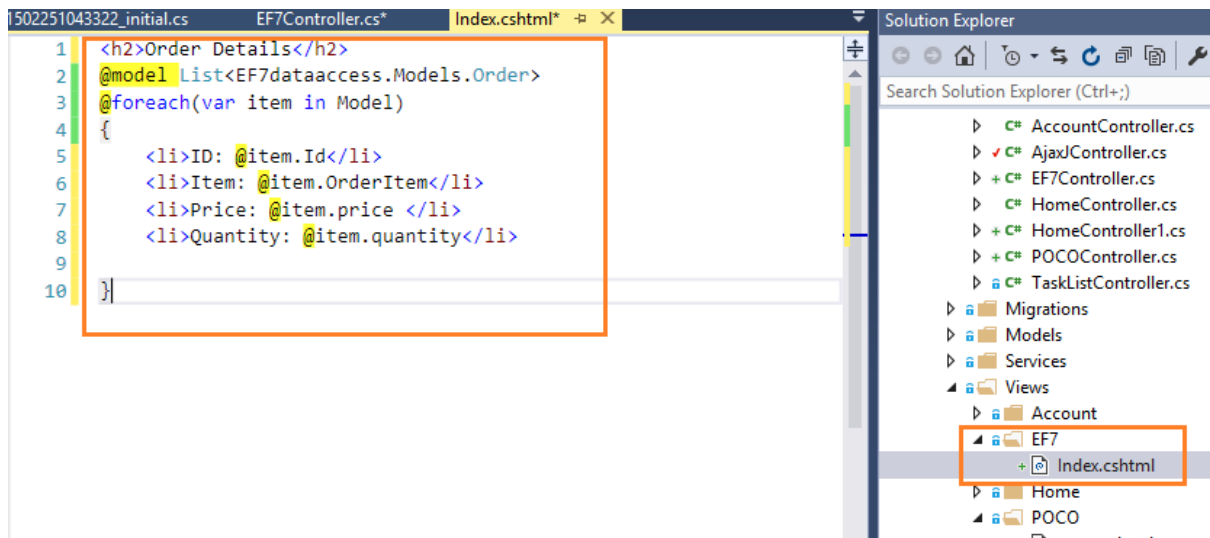 1502251043322_initial.cs EF7Controller.cs* Index.cshtml*
1 <h2>Order Details</h2>
2 @model List<EF7dataaccess.Models.Order>
3 @foreach(var item in Model)
4 {
5 <li>ID: @item.Id</li>
6 <li>Item: @item.OrderItem</li>
7 <li>Price: @item.price </li>
8 <li>Quantity: @item.quantity</li>
9
10 }
Solution Explorer
Search Solution Explorer (Ctrl+;)
C# AccountController.cs
C# AjaxJController.cs
+ C# EF7Controller.cs
C# HomeController.cs
+ C# HomeController1.cs
+ C# POCOController.cs
C# TaskListController.cs
Migrations
Models
Services
Views
Account
EF7
+ Index.cshtml
Home
POCO